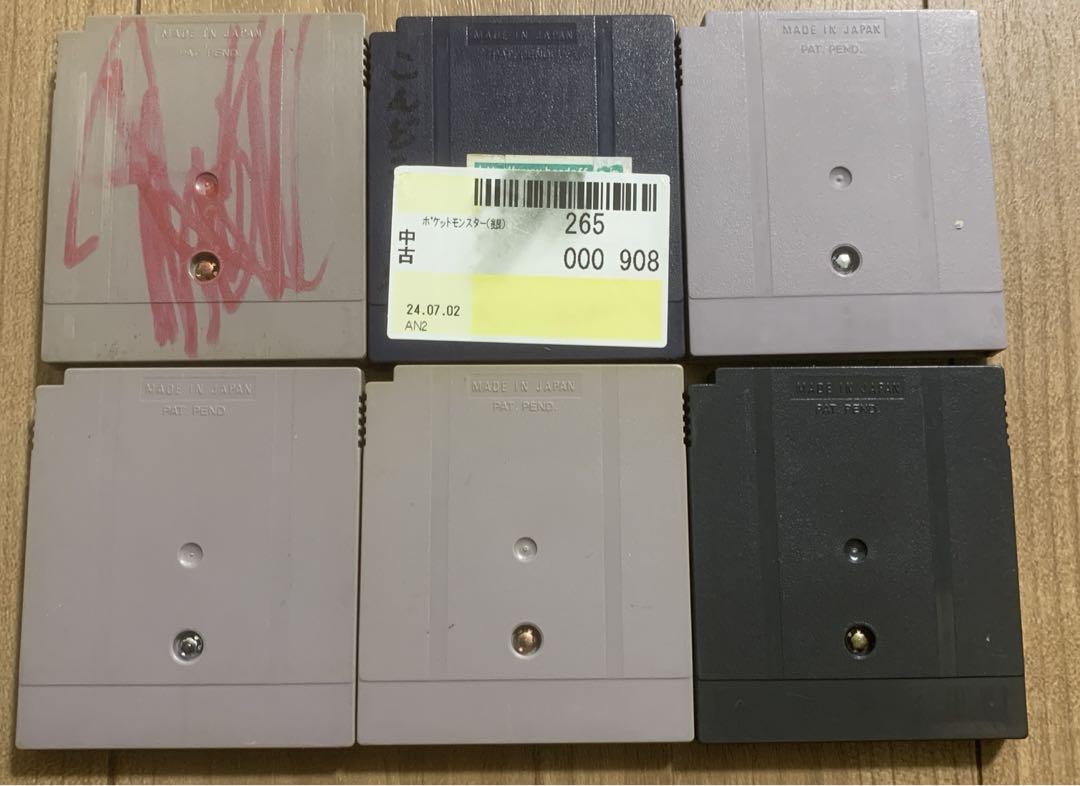 MADE IN JAPAN
PAT. PEND.
MADE IN JAPAN
PAT. PEND.
MADE IN JAPAN
PAT. PEND.
265
ポケットモンスター(銀)
中古
000 908
24.07.02
AN2
MADE IN JAPAN
PAT. PEND
MADE IN JAPAN
PAT. PEND.
MADE IN JAPAN
PAT. PEND.